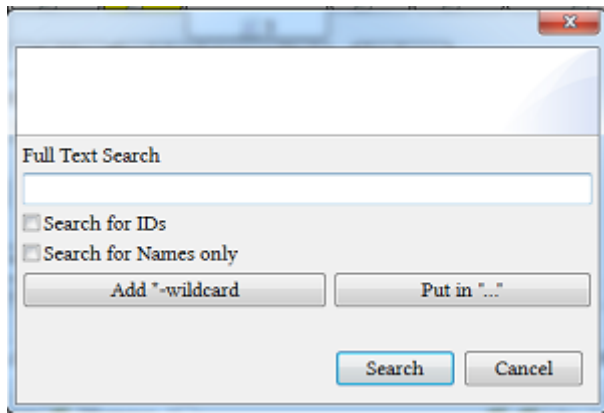 Full Text Search
Search for IDs
Search for Names only
Add "-wildcard
Put in "..."
Search
Cancel